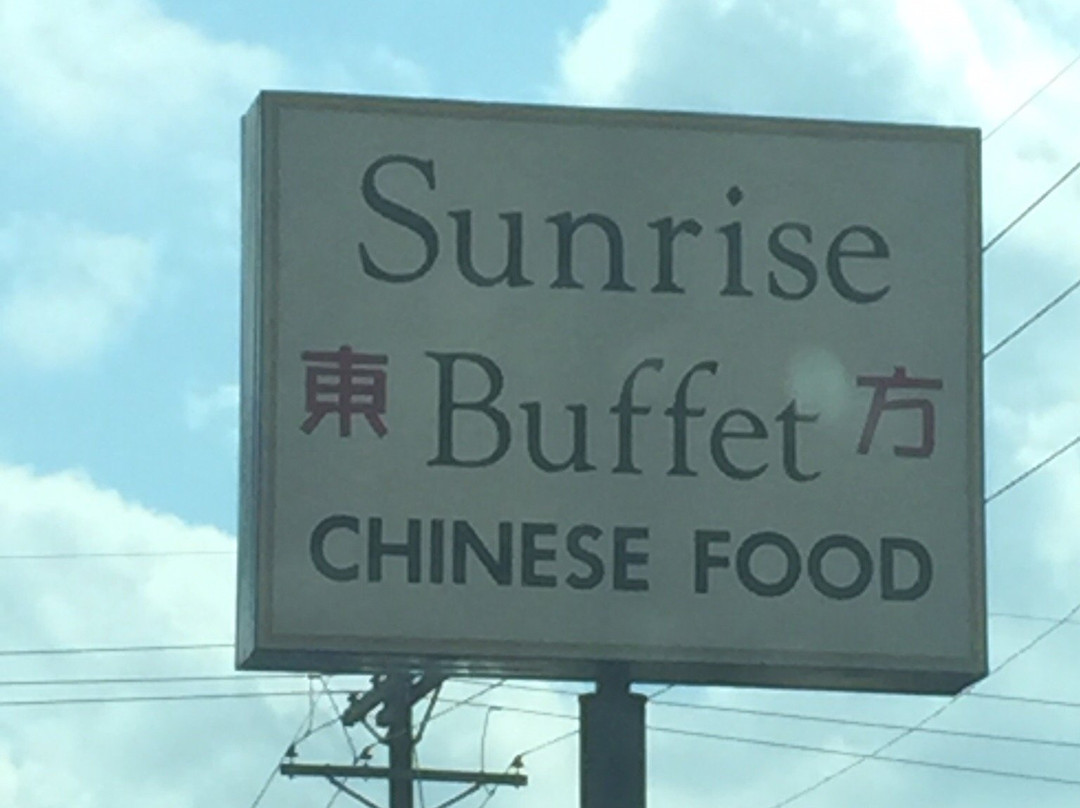 Sunrise
東 Buffet 方
CHINESE FOOD